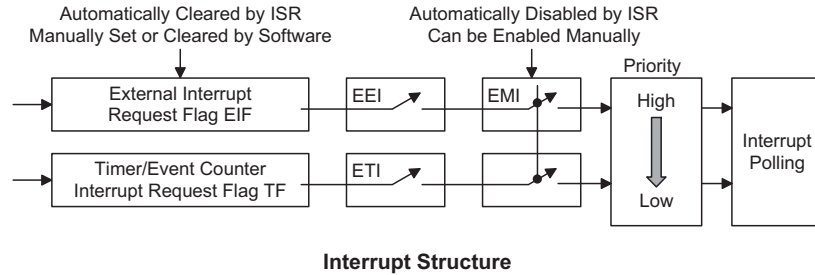 Automatically Cleared by ISR
Manually Set or Cleared by Software
Automatically Disabled by ISR
Can be Enabled Manually
Priority
External Interrupt
Request Flag EIF
EEI
EMI
High
Interrupt
Polling
Timer/Event Counter
Interrupt Request Flag TF
ETI
Low
Interrupt Structure